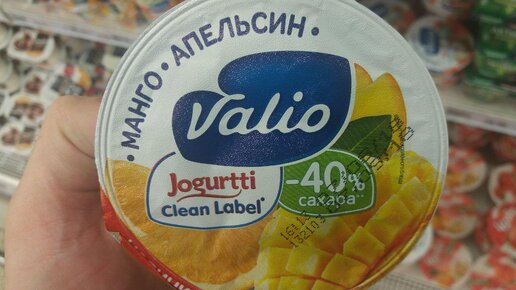 МАНГО • АПЕЛЬСИН •
Valio
Jogurtti
Clean Label*
-40%
сахара**